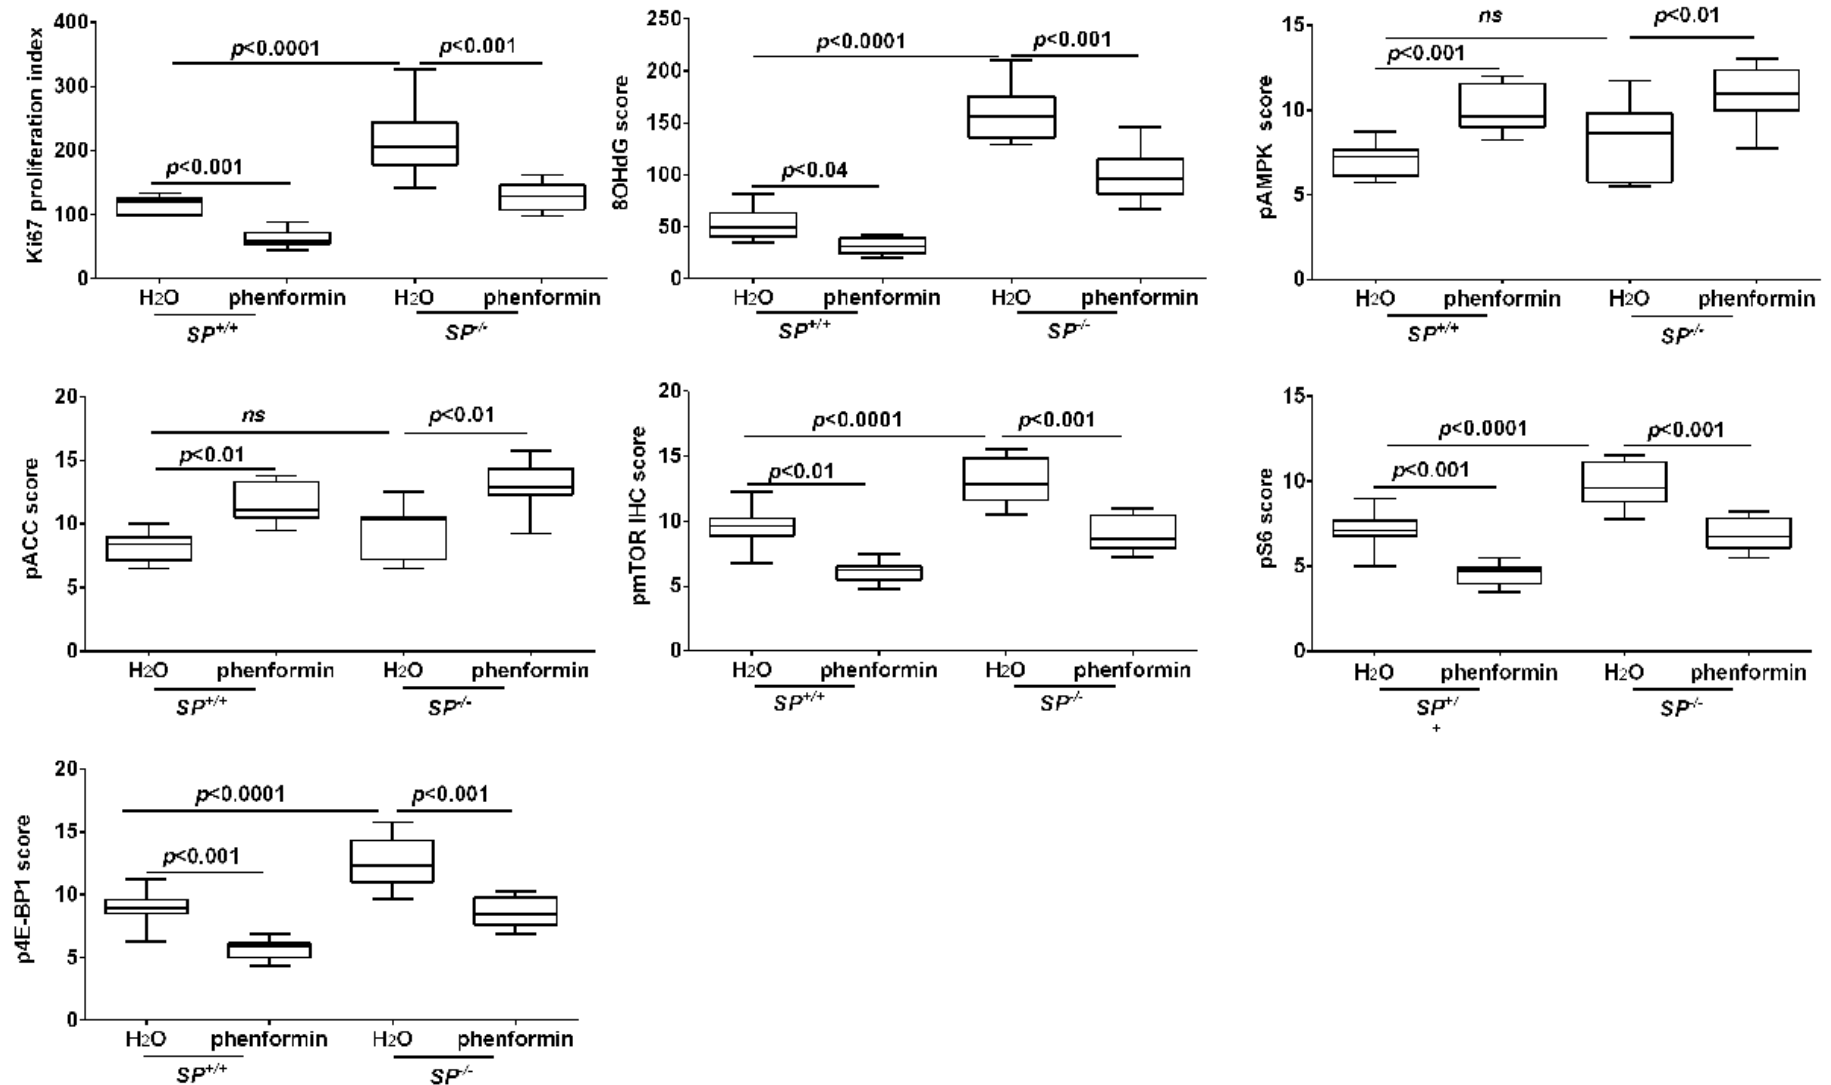 Ki67 proliferation index
400
300
200
100
0
p<0.0001
p<0.001
p<0.001
H2O phenformin H2O phenformin
SP+/+ SP-/-
8OHdG score
250
200
150
100
50
0
p<0.0001
p<0.001
p<0.04
H2O phenformin H2O phenformin
SP+/+ SP-/-
pAMPK score
15
10
5
0
ns
p<0.01
p<0.001
H2O phenformin H2O phenformin
SP+/+ SP-/-
pACC score
20
15
10
5
0
ns
p<0.01
p<0.01
H2O phenformin H2O phenformin
SP+/+ SP-/-
pmTOR IHC score
20
15
10
5
0
p<0.0001
p<0.001
p<0.01
H2O phenformin H2O phenformin
SP+/+ SP-/-
pS6 score
15
10
5
0
p<0.0001
p<0.001
p<0.001
H2O phenformin H2O phenformin
SP+/ SP-/-
+
p4E-BP1 score
20
15
10
5
0
p<0.0001
p<0.001
p<0.001
H2O phenformin H2O phenformin
SP+/+ SP-/-